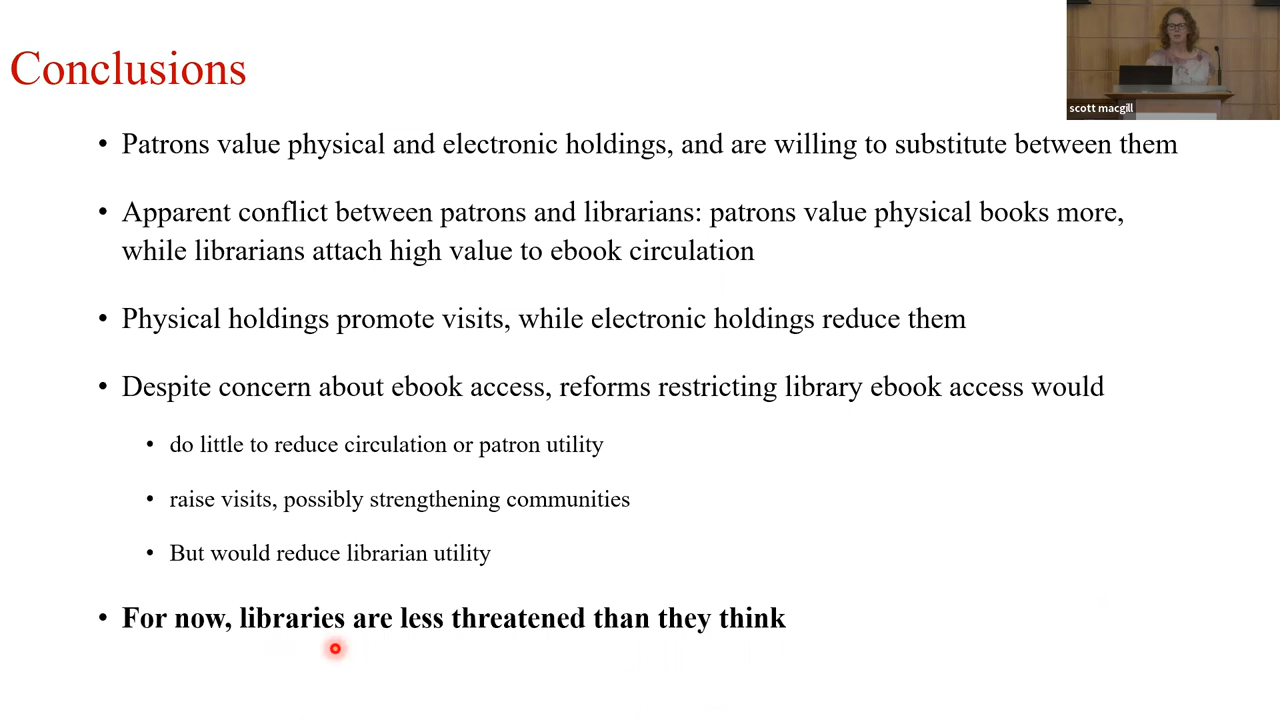 Conclusions
scott macgill
• Patrons value physical and electronic holdings, and are willing to substitute between them
• Apparent conflict between patrons and librarians: patrons value physical books more,
while librarians attach high value to ebook circulation
• Physical holdings promote visits, while electronic holdings reduce them
• Despite concern about ebook access, reforms restricting library ebook access would
• do little to reduce circulation or patron utility
• raise visits, possibly strengthening communities
• But would reduce librarian utility
• For now, libraries are less threatened than they think